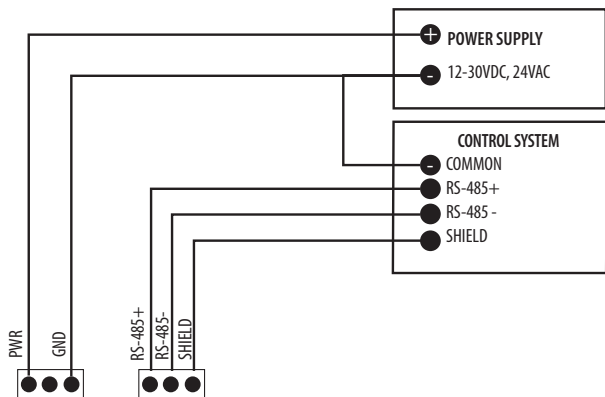 + POWER SUPPLY
- 12-30VDC, 24VAC
CONTROL SYSTEM
- COMMON
RS-485+
RS-485 -
SHIELD
PWR
GND
RS-485+
RS-485-
SHIELD